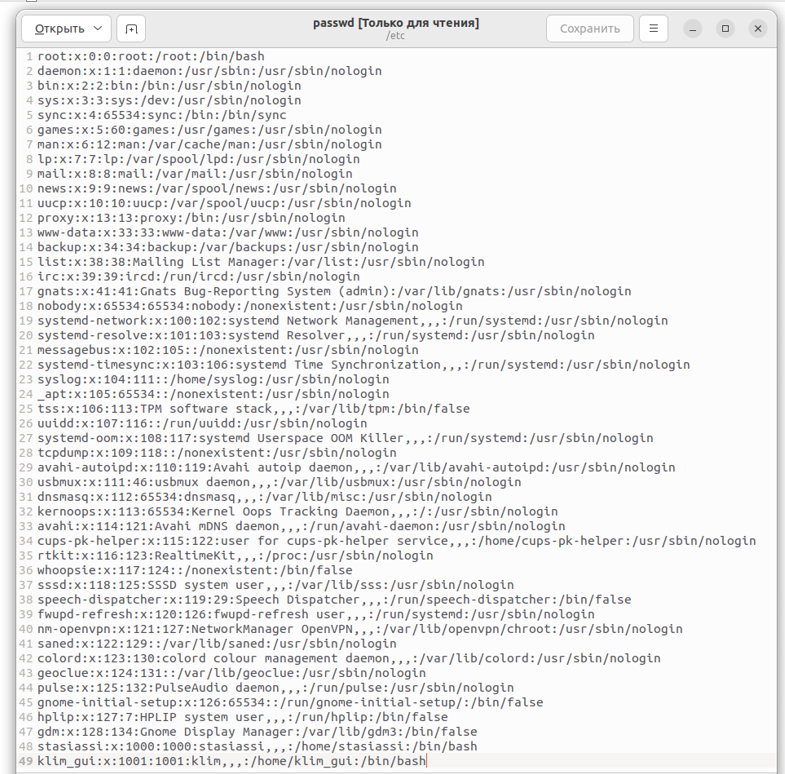 Открыть
passwd [Только для чтения]
/etc
Сохранить
1 root:x:0:0:root:/root:/bin/bash
2 daemon:x:1:1:daemon:/usr/sbin:/usr/sbin/nologin
3 bin:x:2:2:bin:/bin:/usr/sbin/nologin
4 sys:x:3:3:sys:/dev:/usr/sbin/nologin
5 sync:x:4:65534:sync:/bin:/bin/sync
6 games:x:5:60:games:/usr/games:/usr/sbin/nologin
7 man:x:6:12:man:/var/cache/man:/usr/sbin/nologin
8 lp:x:7:7:lp:/var/spool/lpd:/usr/sbin/nologin
9 mail:x:8:8:mail:/var/mail:/usr/sbin/nologin
10 news:x:9:9:news:/var/spool/news:/usr/sbin/nologin
11 uucp:x:10:10:uucp:/var/spool/uucp:/usr/sbin/nologin
12 proxy:x:13:13:proxy:/bin:/usr/sbin/nologin
13 www-data:x:33:33:www-data:/var/www:/usr/sbin/nologin
14 backup:x:34:34:backup:/var/backups:/usr/sbin/nologin
15 list:x:38:38:Mailing List Manager:/var/list:/usr/sbin/nologin
16 irc:x:39:39:ircd:/run/ircd:/usr/sbin/nologin
17 gnats:x:41:41:Gnats Bug-Reporting System (admin):/var/lib/gnats:/usr/sbin/nologin
18 nobody:x:65534:65534:nobody:/nonexistent:/usr/sbin/nologin
19 systemd-network:x:100:102:systemd Network Management,,,:/run/systemd:/usr/sbin/nologin
20 systemd-resolve:x:101:103:systemd Resolver,,,:/run/systemd:/usr/sbin/nologin
21 messagebus:x:102:105::/nonexistent:/usr/sbin/nologin
22 systemd-timesync:x:103:106:systemd Time Synchronization,,,:/run/systemd:/usr/sbin/nologin
23 syslog:x:104:111::/home/syslog:/usr/sbin/nologin
24 _apt:x:105:65534::/nonexistent:/usr/sbin/nologin
25 tss:x:106:113:TPM software stack,,,:/var/lib/tpm:/bin/false
26 uuidd:x:107:116::/run/uuidd:/usr/sbin/nologin
27 systemd-oom:x:108:117:systemd Userspace OOM Killer,,,:/run/systemd:/usr/sbin/nologin
28 tcpdump:x:109:118::/nonexistent:/usr/sbin/nologin
29 avahi-autoipd:x:110:119:Avahi autoip daemon,,,:/var/lib/avahi-autoipd:/usr/sbin/nologin
30 usbmux:x:111:46:usbmux daemon,,,:/var/lib/usbmux:/usr/sbin/nologin
31 dnsmasq:x:112:65534:dnsmasq,,,:/var/lib/misc:/usr/sbin/nologin
32 kernoops:x:113:65534:Kernel Oops Tracking Daemon,,,:/:/usr/sbin/nologin
33 avahi:x:114:121:Avahi mDNS daemon,,,:/run/avahi-daemon:/usr/sbin/nologin
34 cups-pk-helper:x:115:122:user for cups-pk-helper service,,,:/home/cups-pk-helper:/usr/sbin/nologin
35 rtkit:x:116:123:RealtimeKit,,,:/proc:/usr/sbin/nologin
36 whoopsie:x:117:124::/nonexistent:/bin/false
37 sssd:x:118:125:SSSD system user,,,:/var/lib/sss:/usr/sbin/nologin
38 speech-dispatcher:x:119:29:Speech Dispatcher,,,:/run/speech-dispatcher:/bin/false
39 fwupd-refresh:x:120:126:fwupd-refresh user,,,:/run/systemd:/usr/sbin/nologin
40 nm-openvpn:x:121:127:NetworkManager OpenVPN,,,:/var/lib/openvpn/chroot:/usr/sbin/nologin
41 saned:x:122:129::/var/lib/saned:/usr/sbin/nologin
42 colord:x:123:130:colord colour management daemon,,,:/var/lib/colord:/usr/sbin/nologin
43 geoclue:x:124:131::/var/lib/geoclue:/usr/sbin/nologin
44 pulse:x:125:132:PulseAudio daemon,,,:/run/pulse:/usr/sbin/nologin
45 gnome-initial-setup:x:126:65534::/run/gnome-initial-setup/:/bin/false
46 hplip:x:127:7:HPLIP system user,,,:/run/hplip:/bin/false
47 gdm:x:128:134:Gnome Display Manager:/var/lib/gdm3:/bin/false
48 stasiassi:x:1000:1000:stasiassi,,,:/home/stasiassi:/bin/bash
49 klim_gui:x:1001:1001:klim,,,:/home/klim_gui:/bin/bash